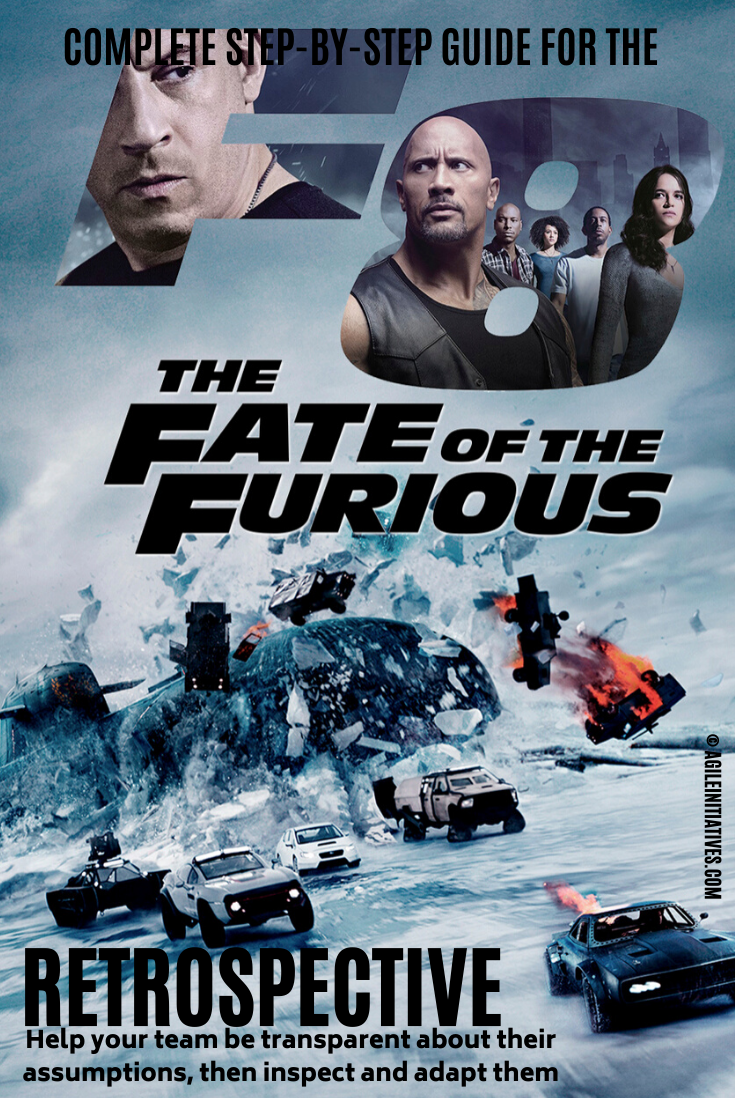 COMPLETE STEP-BY-STEP GUIDE FOR THE
F8
THE
FATE OF THE
FURIOUS
© AGILEINITIATIVES.COM
RETROSPECTIVE
Help your team be transparent about their
assumptions, then inspect and adapt them